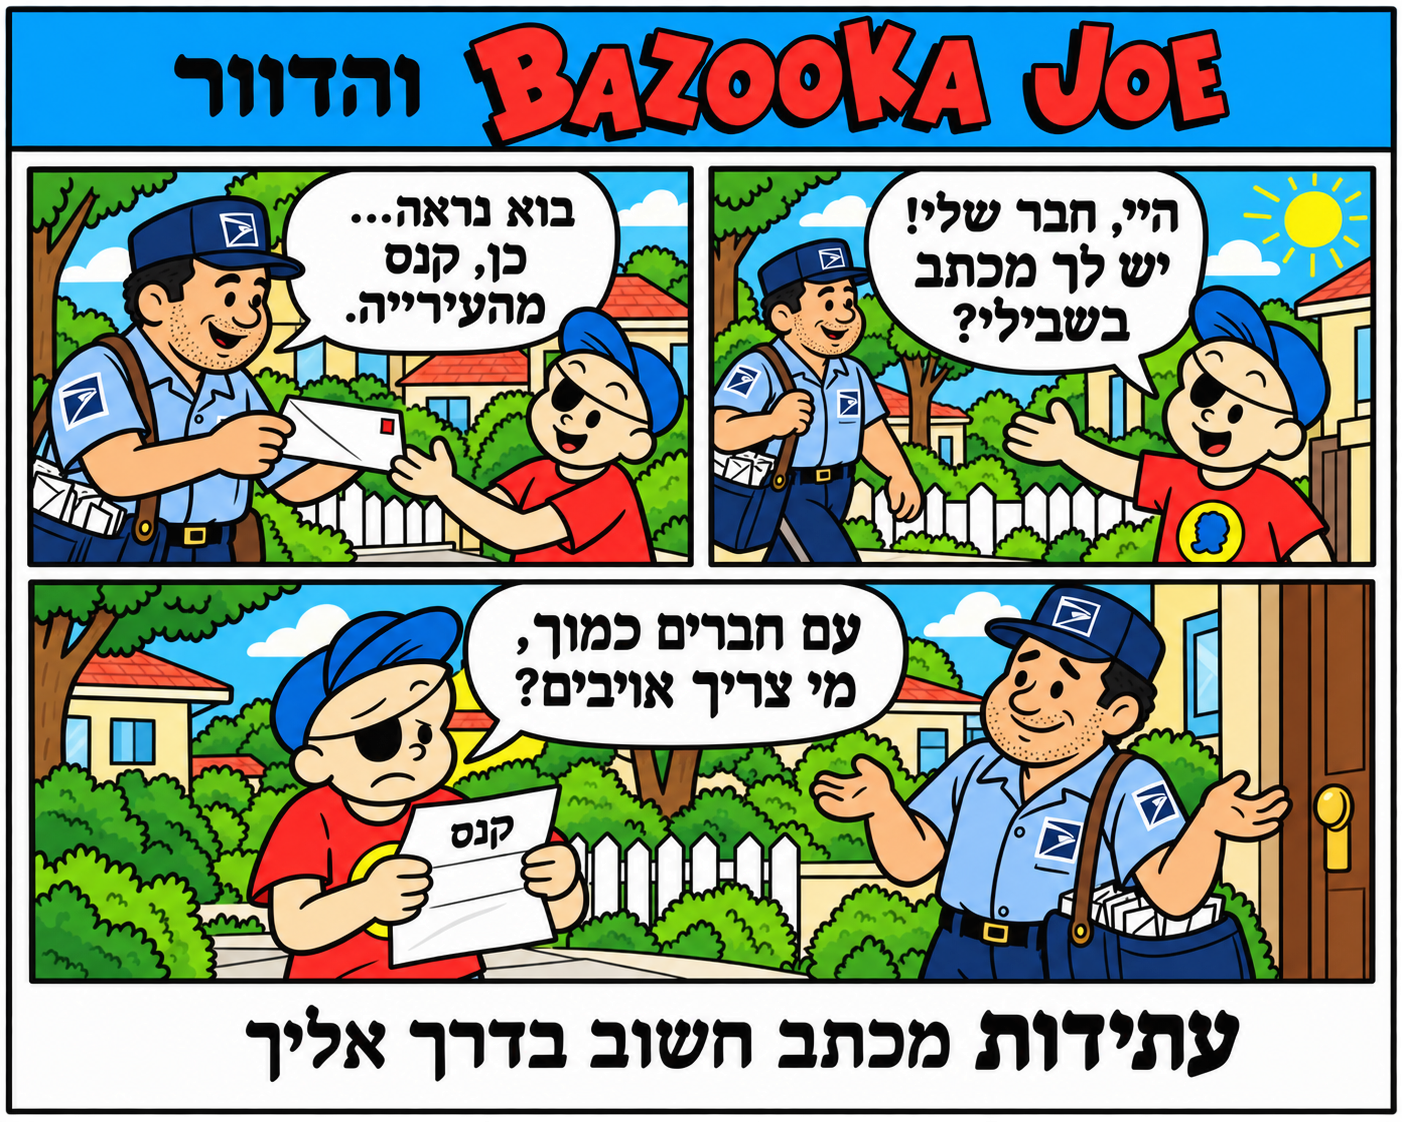 BAZOOKA JOE והדוור
היי, חבר שלי!
יש לך מכתב
בשבילי?
בוא נראה...
כן, קנס
מהעירייה.
עם חברים כמוך,
מי צריך אויבים?
קנס
עתידות מכתב חשוב בדרך אליך